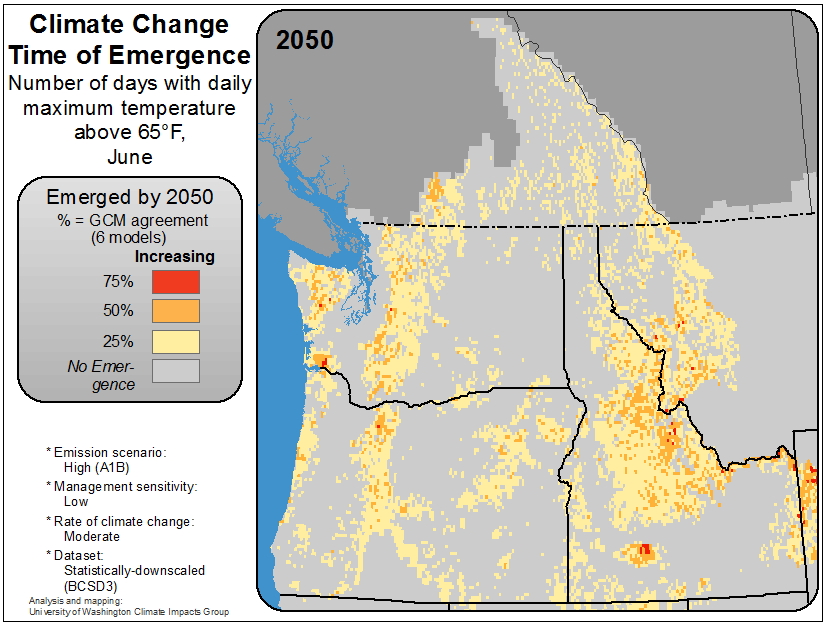 Climate Change
Time of Emergence
Number of days with daily
maximum temperature
above 65°F,
June
2050
Emerged by 2050
% = GCM agreement
(6 models)
Increasing
75%
50%
25%
No Emer-
gence
* Emission scenario:
High (A1B)
* Management sensitivity:
Low
* Rate of climate change:
Moderate
* Dataset:
Statistically-downscaled
(BCSD3)
Analysis and mapping:
University of Washington Climate Impacts Group